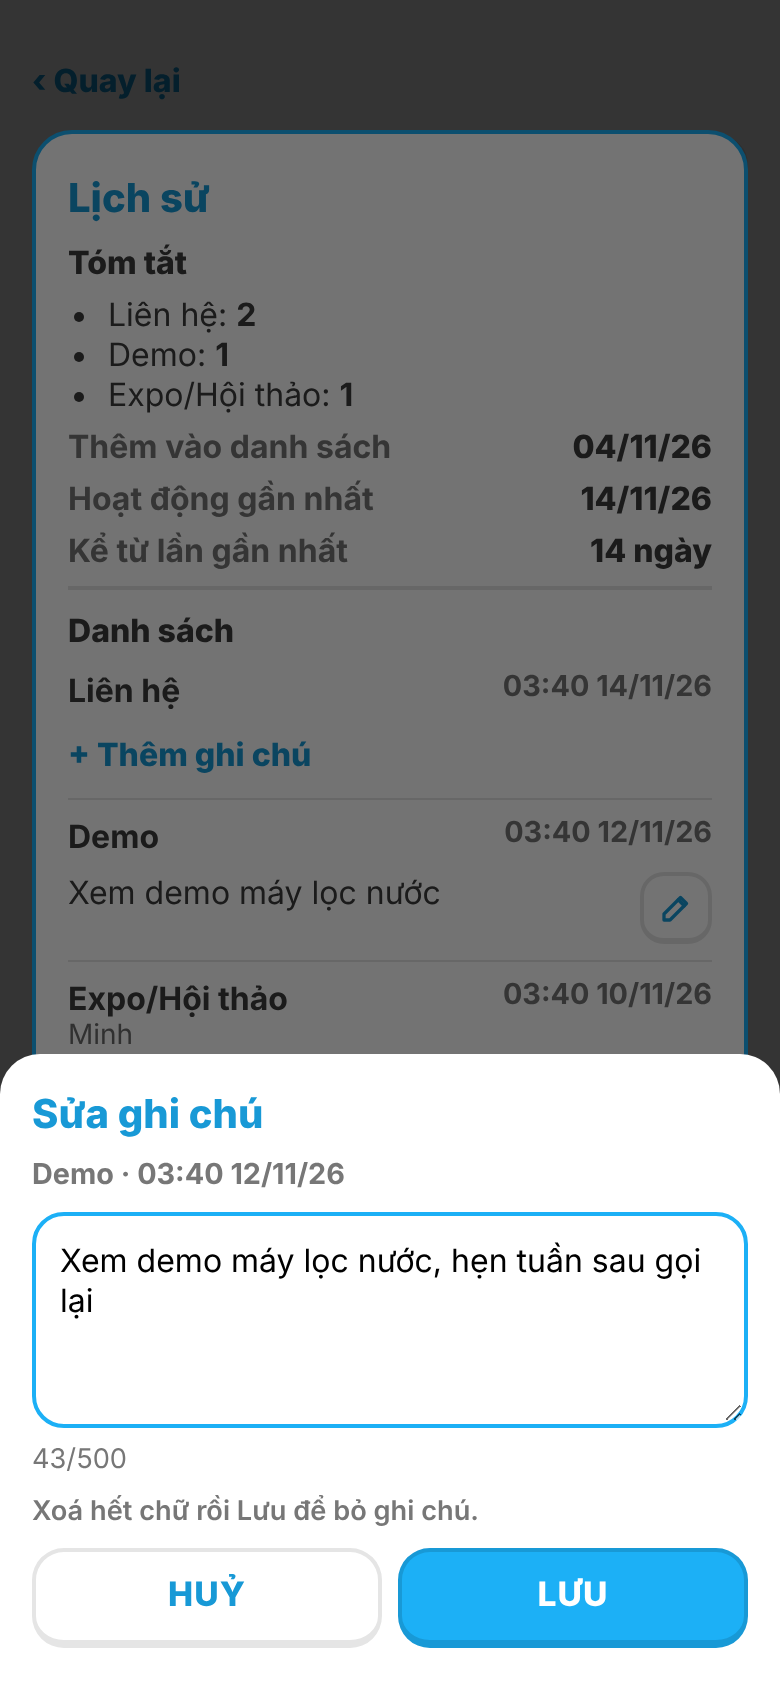 ‹ Quay lại
Lịch sử
Tóm tắt
• Liên hệ: 2
• Demo: 1
• Expo/Hội thảo: 1
Thêm vào danh sách 04/11/26
Hoạt động gần nhất 14/11/26
Kể từ lần gần nhất 14 ngày
Danh sách
Liên hệ 03:40 14/11/26
+ Thêm ghi chú
Demo 03:40 12/11/26
Xem demo máy lọc nước
Expo/Hội thảo 03:40 10/11/26
Minh
Sửa ghi chú
Demo · 03:40 12/11/26
Xem demo máy lọc nước, hẹn tuần sau gọi
lại
43/500
Xoá hết chữ rồi Lưu để bỏ ghi chú.
HUỶ LƯU